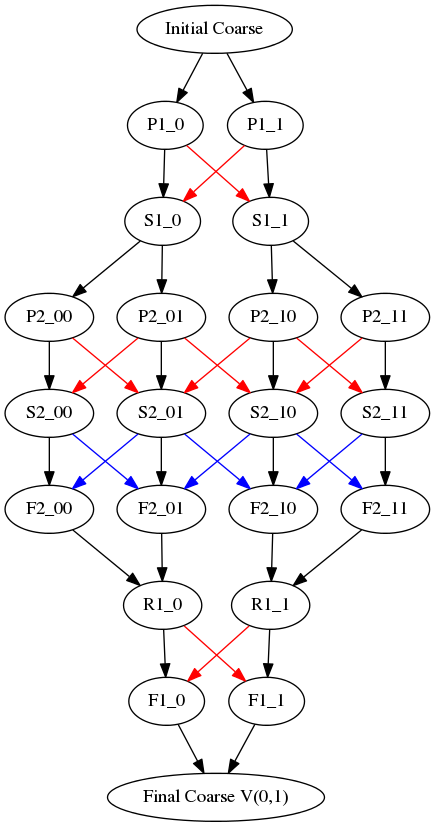 Initial Coarse
P1_0
P1_1
S1_0
S1_1
P2_00
P2_01
P2_10
P2_11
S2_00
S2_01
S2_10
S2_11
F2_00
F2_01
F2_10
F2_11
R1_0
R1_1
F1_0
F1_1
Final Coarse V(0,1)